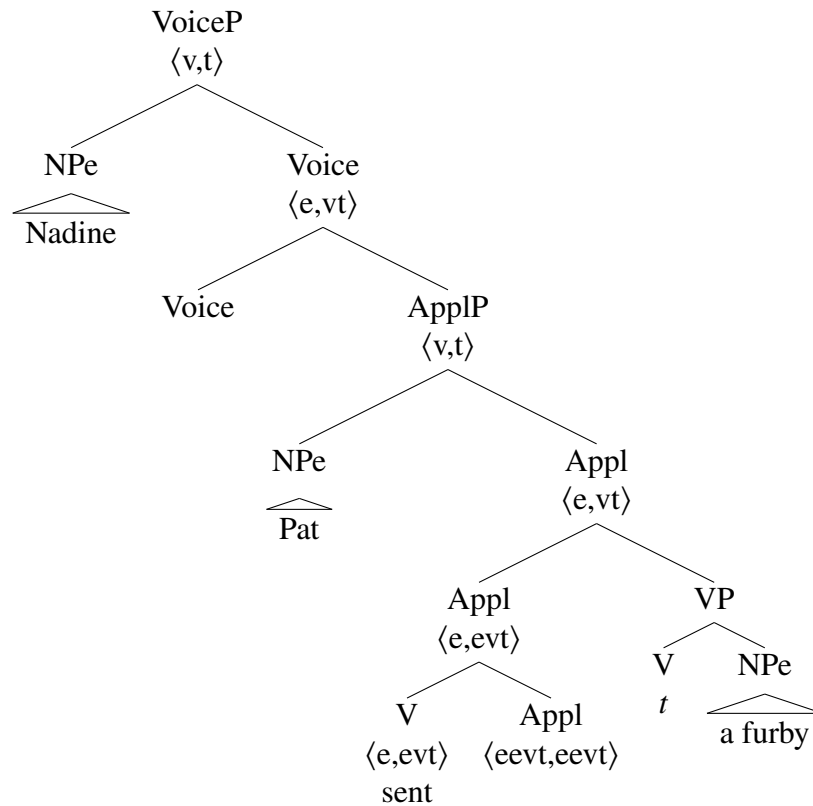 VoiceP
⟨v,t⟩
NPe Voice
Nadine ⟨e,vt⟩
Voice ApplP
⟨v,t⟩
NPe Appl
Pat ⟨e,vt⟩
Appl VP
⟨e,evt⟩
V NPe
t a furby
V Appl
⟨e,evt⟩ ⟨eevt,eevt⟩
sent